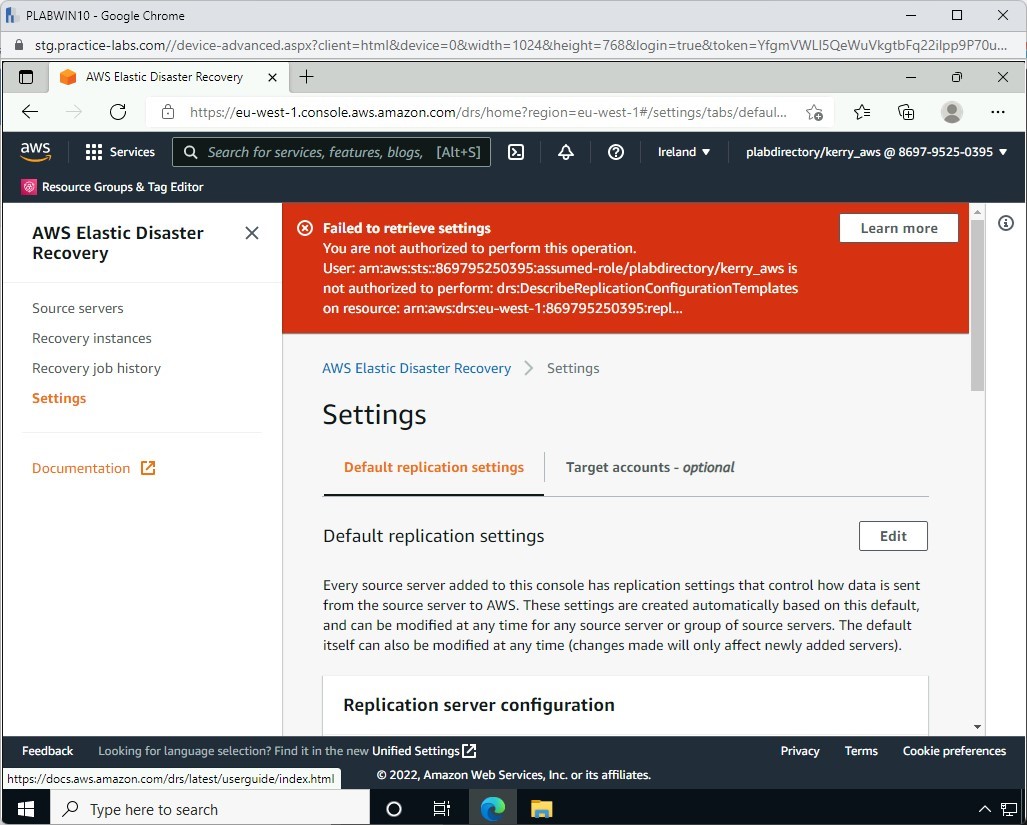 PLABWIN10 - Google Chrome
stg.practice-labs.com//device-advanced.aspx?client=html&device=0&width=1024&height=768&login=true&token=YfgmVWLI5QeWuVkgtbFq22iIpp9P70u...
AWS Elastic Disaster Recovery
https://eu-west-1.console.aws.amazon.com/drs/home?region=eu-west-1#/settings/tabs/defaul...
aws
Services
Search for services, features, blogs, [Alt+S]
Ireland
plabdirectory/kerry_aws @ 8697-9525-0395
Resource Groups & Tag Editor
AWS Elastic Disaster
Recovery
Source servers
Recovery instances
Recovery job history
Settings
Documentation
Failed to retrieve settings
You are not authorized to perform this operation.
User: arn:aws:sts::869795250395:assumed-role/plabdirectory/kerry_aws is
not authorized to perform: drs:DescribeReplicationConfigurationTemplates
on resource: arn:aws:drs:eu-west-1:869795250395:repl...
Learn more
AWS Elastic Disaster Recovery
Settings
Settings
Default replication settings
Target accounts - optional
Default replication settings
Edit
Every source server added to this console has replication settings that control how data is sent
from the source server to AWS. These settings are created automatically based on this default,
and can be modified at any time for any source server or group of source servers. The default
itself can also be modified at any time (changes made will only affect newly added servers).
Replication server configuration
Feedback
Looking for language selection? Find it in the new Unified Settings
Privacy
Terms
Cookie preferences
https://docs.aws.amazon.com/drs/latest/userguide/index.html
© 2022, Amazon Web Services, Inc. or its affiliates.
Type here to search